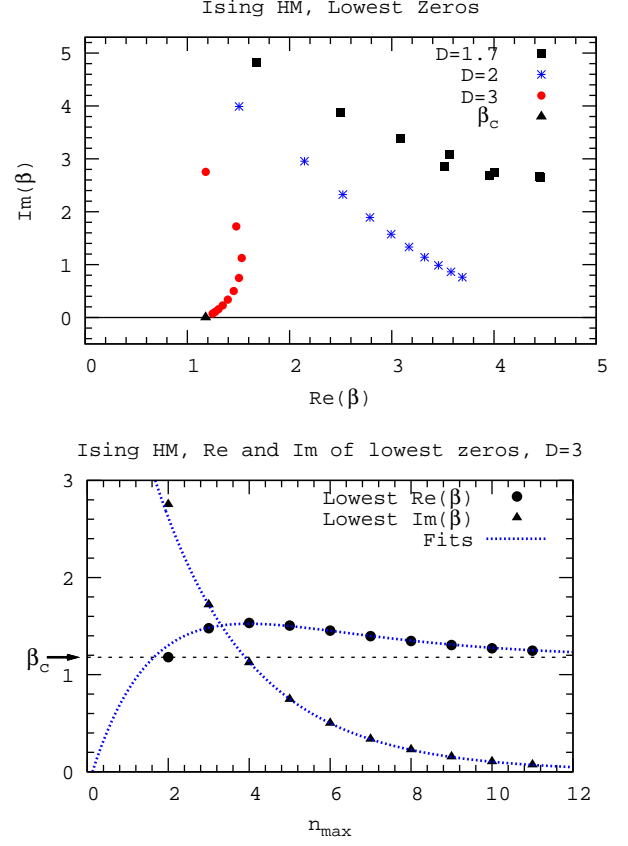 Ising HM, Lowest Zeros
D=1.7
D=2
D=3
βc
5
4
3
2
1
0
Im(β)
0 1 2 3 4 5
Re(β)
Ising HM, Re and Im of lowest zeros, D=3
Lowest Re(β)
Lowest Im(β)
Fits
3
2
βc
1
0
0 2 4 6 8 10 12
nmax